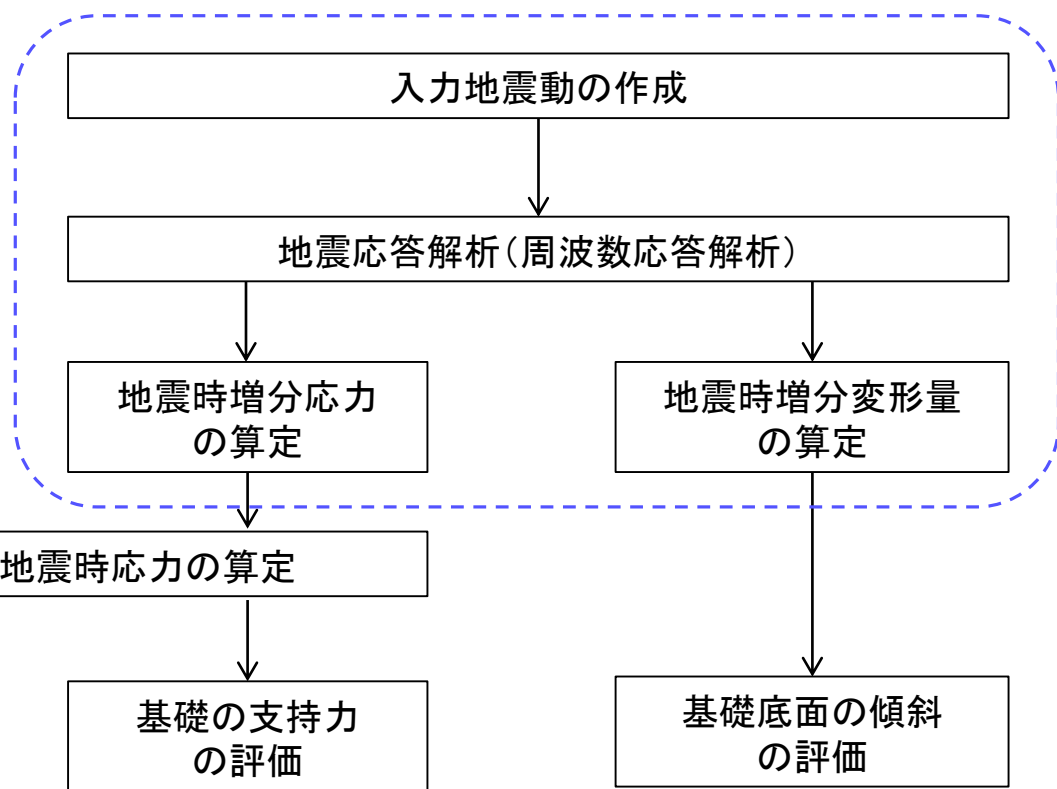 入力地震動の作成
地震応答解析（周波数応答解析）
地震時増分応力
の算定
地震時増分変形量
の算定
地震時応力の算定
基礎の支持力
の評価
基礎底面の傾斜
の評価